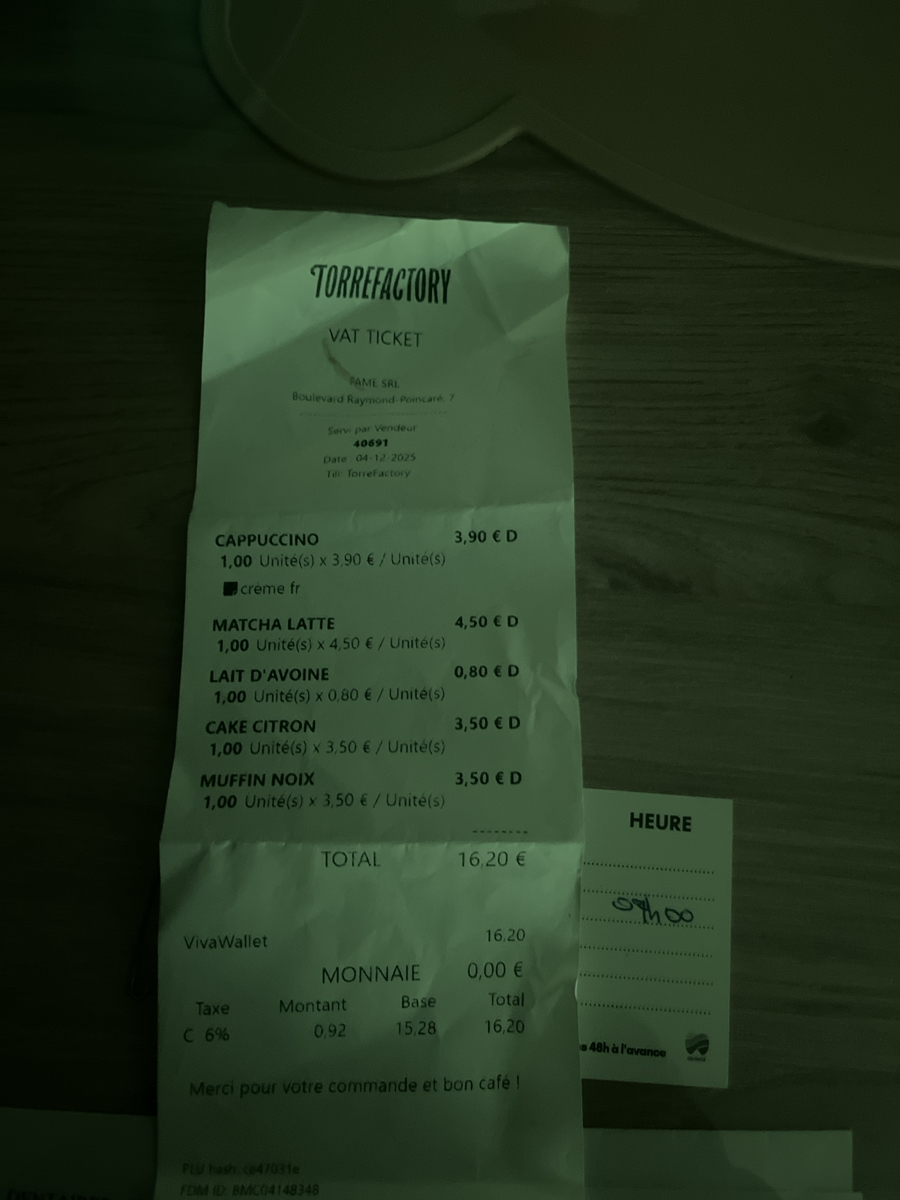 TORREFACTORY
VAT TICKET
PAME SRL
Boulevard Raymond-Poincaré, 7
Servi par Vendeur
40691
Date : 04-12-2025
Till: TorreFactory
CAPPUCCINO 3,90 € D
1,00 Unité(s) x 3,90 € / Unité(s)
crème fr
MATCHA LATTE 4,50 € D
1,00 Unité(s) x 4,50 € / Unité(s)
LAIT D'AVOINE 0,80 € D
1,00 Unité(s) x 0,80 € / Unité(s)
CAKE CITRON 3,50 € D
1,00 Unité(s) x 3,50 € / Unité(s)
MUFFIN NOIX 3,50 € D
1,00 Unité(s) x 3,50 € / Unité(s)
--------
TOTAL 16,20 €
VivaWallet 16,20
MONNAIE 0,00 €
Taxe Montant Base Total
C 6% 0,92 15,28 16,20
Merci pour votre commande et bon café !
PLU hash: ce47031e
FDM ID: BMC04148348
HEURE
48h à l'avance